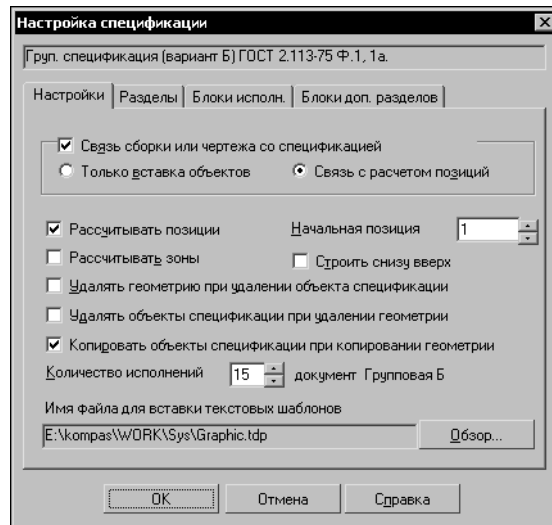 Настройка спецификации
Груп. спецификация (вариант Б) ГОСТ 2.113-75 Ф.1, 1а.
Настройки Разделы Блоки исполн. Блоки доп. разделов
Связь сборки или чертежа со спецификацией
Только вставка объектов Связь с расчетом позиций
Рассчитывать позиции Начальная позиция 1
Рассчитывать зоны Строить снизу вверх
Удалять геометрию при удалении объекта спецификации
Удалять объекты спецификации при удалении геометрии
Копировать объекты спецификации при копировании геометрии
Количество исполнений 15 документ Групповая Б
Имя файла для вставки текстовых шаблонов
E:\kompas\WORK\Sys\Graphic.tdp Обзор...
OK Отмена Справка